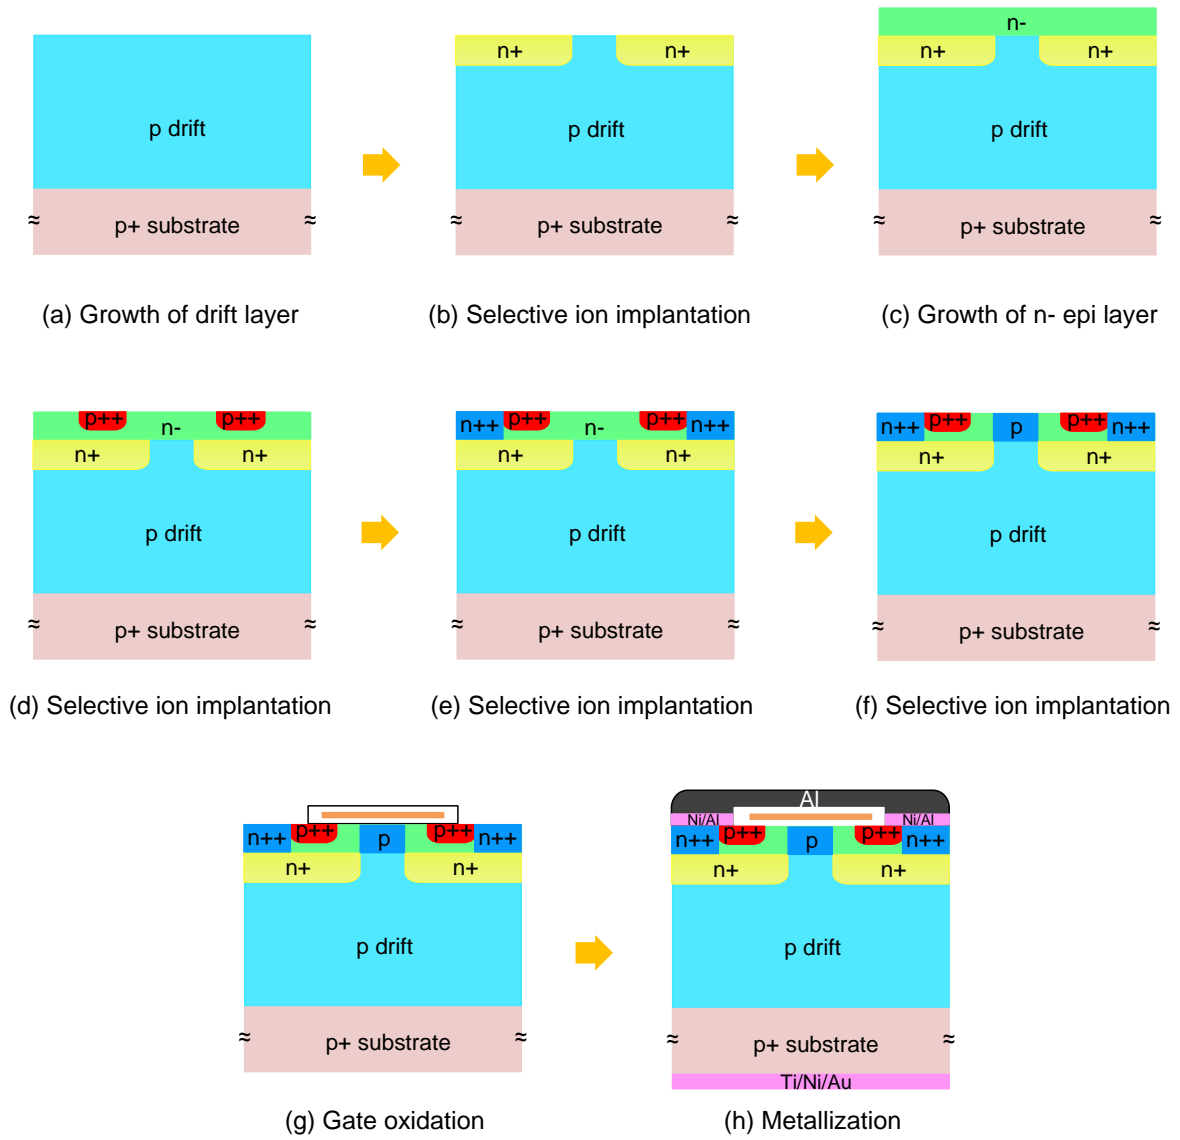 p drift
≈ p+ substrate ≈
(a) Growth of drift layer
n+ n+
p drift
≈ p+ substrate ≈
(b) Selective ion implantation
n-
n+ n+
p drift
≈ p+ substrate ≈
(c) Growth of n- epi layer
p++ n- p++
n+ n+
p drift
≈ p+ substrate ≈
(d) Selective ion implantation
n++ p++ n- p++ n++
n+ n+
p drift
≈ p+ substrate ≈
(e) Selective ion implantation
n++ p++ p p++ n++
n+ n+
p drift
≈ p+ substrate ≈
(f) Selective ion implantation
n++ p++ p p++ n++
n+ n+
p drift
≈ p+ substrate ≈
(g) Gate oxidation
Al
Ni/Al Ni/Al
n++ p++ p p++ n++
n+ n+
p drift
≈ p+ substrate ≈
Ti/Ni/Au
(h) Metallization